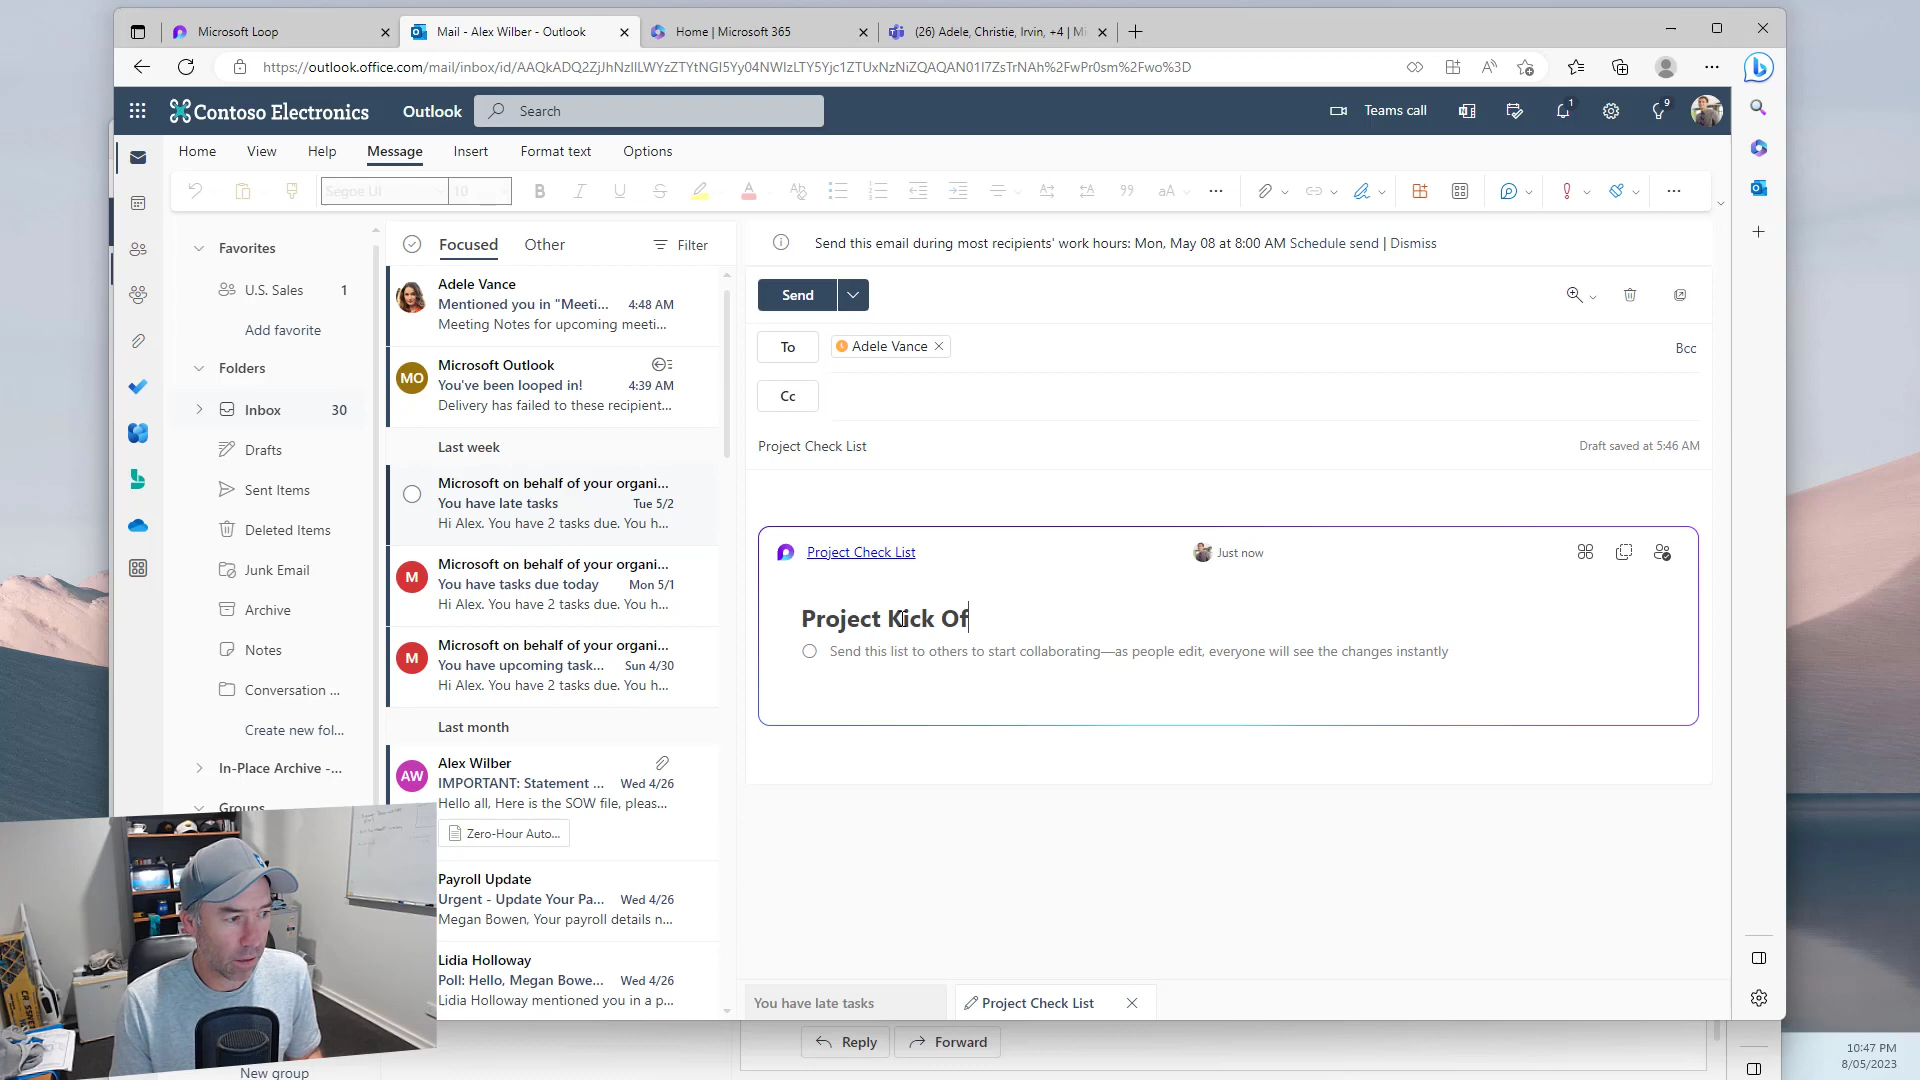 Microsoft Loop
Mail - Alex Wilber - Outlook
Home | Microsoft 365
(26) Adele, Christie, Irvin, +4 | Mi
https://outlook.office.com/mail/inbox/id/AAQkADQ2ZjJhNzIlLWYzZTYtNGI5Yy04NWIzLTY5Yjc1ZTUxNzNiZQAQAN01I7ZsTrNAh%2FwPr0sm%2Fwo%3D
Contoso Electronics
Outlook
Search
Teams call
1
9
Home
View
Help
Message
Insert
Format text
Options
Segoe UI
10
Favorites
U.S. Sales 1
Add favorite
Folders
Inbox 30
Drafts
Sent Items
Deleted Items
Junk Email
Archive
Notes
Conversation ...
Create new fol...
In-Place Archive -...
Groups
New group
Focused
Other
Filter
Adele Vance
Mentioned you in "Meeti... 4:48 AM
Meeting Notes for upcoming meeti...
MO
Microsoft Outlook
You've been looped in! 4:39 AM
Delivery has failed to these recipient...
Last week
Microsoft on behalf of your organi...
You have late tasks Tue 5/2
Hi Alex. You have 2 tasks due. You h...
M
Microsoft on behalf of your organi...
You have tasks due today Mon 5/1
Hi Alex. You have 2 tasks due. You h...
M
Microsoft on behalf of your organi...
You have upcoming task... Sun 4/30
Hi Alex. You have 2 tasks due. You h...
Last month
AW
Alex Wilber
IMPORTANT: Statement ... Wed 4/26
Hello all, Here is the SOW file, pleas...
Zero-Hour Auto...
Payroll Update
Urgent - Update Your Pa... Wed 4/26
Megan Bowen, Your payroll details n...
Lidia Holloway
Poll: Hello, Megan Bowe... Wed 4/26
Lidia Holloway mentioned you in a p...
Send this email during most recipients' work hours: Mon, May 08 at 8:00 AM Schedule send | Dismiss
Send
To
Adele Vance
Bcc
Cc
Project Check List
Draft saved at 5:46 AM
Project Check List
Just now
Project Kick Of
Send this list to others to start collaborating—as people edit, everyone will see the changes instantly
You have late tasks
Project Check List
Reply
Forward
10:47 PM
8/05/2023